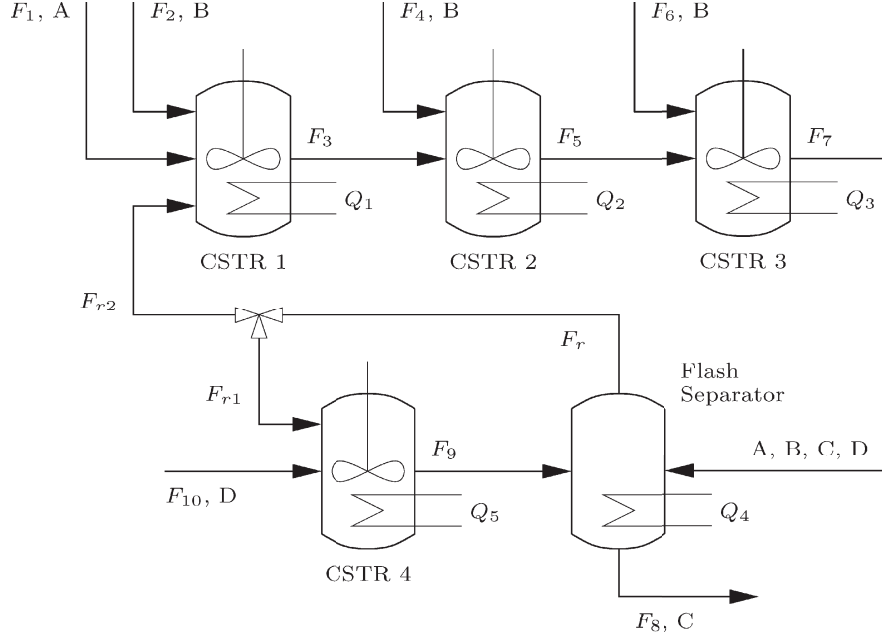 F1, A
F2, B
F4, B
F6, B
F3
F5
F7
Q1
Q2
Q3
CSTR 1
CSTR 2
CSTR 3
Fr2
Fr
Flash
Separator
Fr1
F9
A, B, C, D
F10, D
Q5
Q4
CSTR 4
F8, C